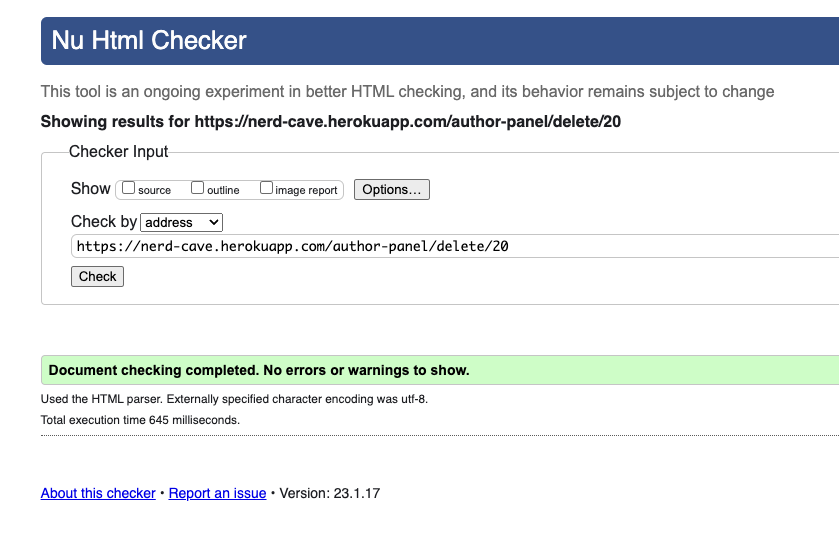 Nu Html Checker
This tool is an ongoing experiment in better HTML checking, and its behavior remains subject to change
Showing results for https://nerd-cave.herokuapp.com/author-panel/delete/20
Checker Input
Show source outline image report Options…
Check by address
https://nerd-cave.herokuapp.com/author-panel/delete/20
Check
Document checking completed. No errors or warnings to show.
Used the HTML parser. Externally specified character encoding was utf-8.
Total execution time 645 milliseconds.
About this checker • Report an issue • Version: 23.1.17